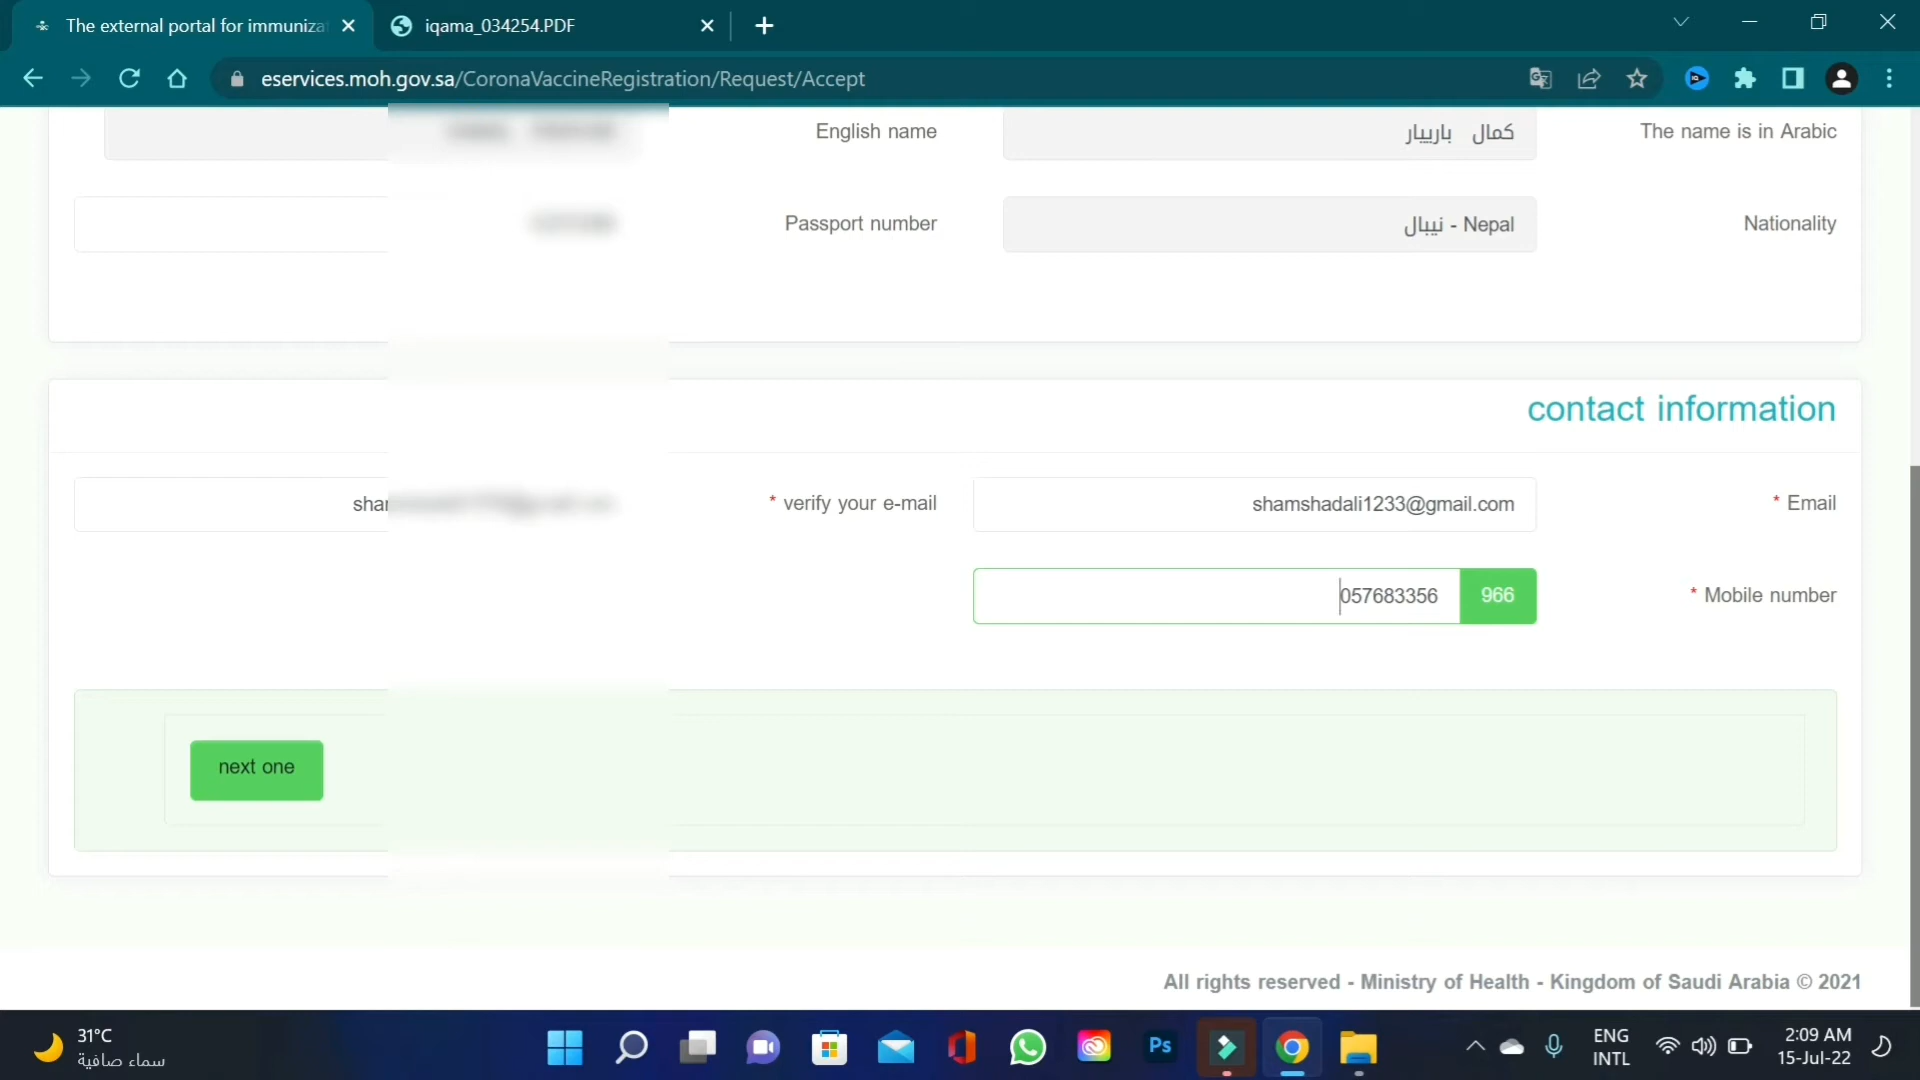 The external portal for immuniza
iqama_034254.PDF
eservices.moh.gov.sa/CoronaVaccineRegistration/Request/Accept
English name
كمال باريبار
The name is in Arabic
Passport number
نيبال - Nepal
Nationality
contact information
sha
* verify your e-mail
shamshadali1233@gmail.com
* Email
057683356
966
* Mobile number
next one
All rights reserved - Ministry of Health - Kingdom of Saudi Arabia © 2021
31°C
سماء صافية
Ps
ENG
INTL
2:09 AM
15-Jul-22